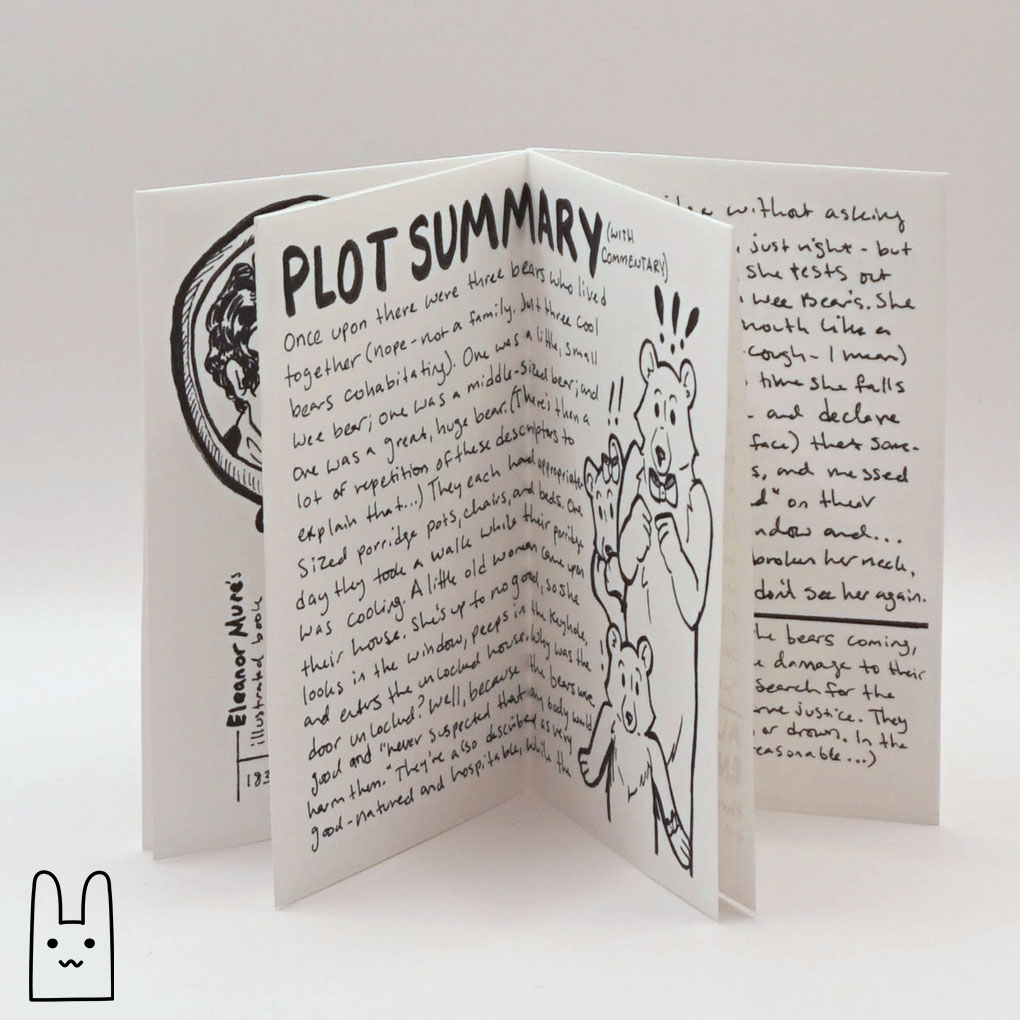 Eleanor Mure's
illustrated book
183
PLOT SUMMARY
(WITH
COMMENTARY)
Once upon there were three bears who lived
together (nope - not a family. Just three cool
bears cohabitating). One was a little, small
wee bear; one was a middle-sized bear; and
one was a great, huge bear. (There's then a
lot of repetition of these descriptors to
explain that...) They each had appropriate
sized porridge pots, chairs, and beds. One
day they took a walk while their porridge
was cooling. A little old woman came upon
their house. She's up to no good, so she
looks in the window, peeps in the keyhole,
and enters the unlocked house. Why was the
door unlocked? Well, because the bears were
good and "never suspected that any body would
harm them." They're also described as very
good-natured and hospitable, while the
without asking
just right - but
she tests out
wee Bear's. She
mouth like a
cough - I mean)
time she falls
- and declare
face) that some-
s, and messed
d" on their
ndow and...
broken her neck,
don't see her again.
he bears coming,
e damage to their
search for the
rve justice. They
or drown. In the
easonable...)